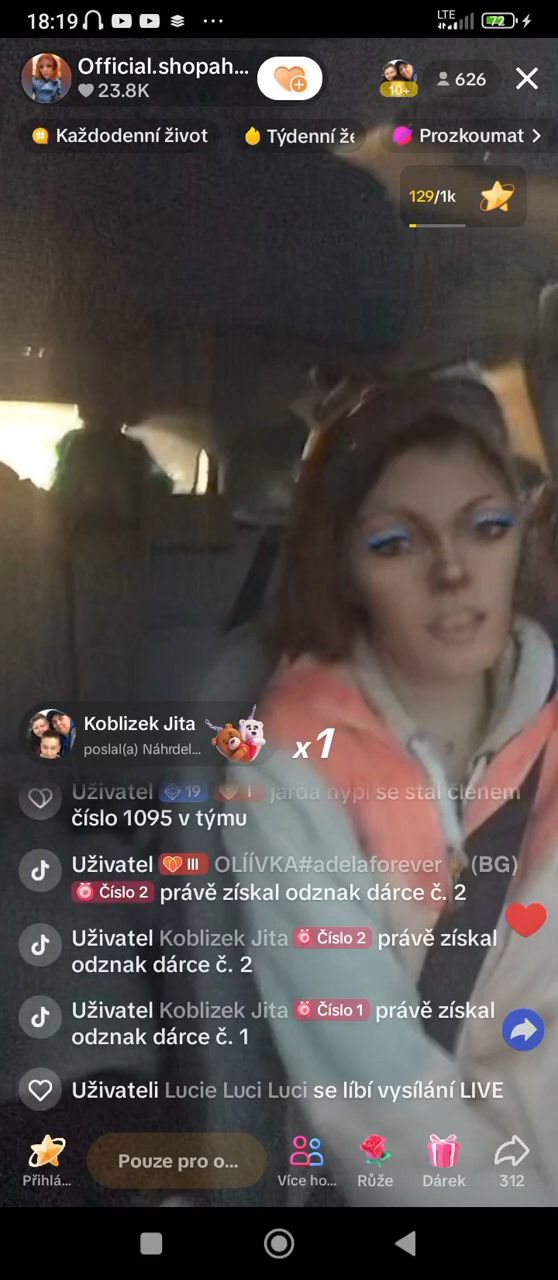 18:19
LTE
72
Official.shopah...
23.8K
10+
626
Každodenní život
Týdenní že
Prozkoumat
129/1k
Koblizek Jita
poslal(a) Náhrdel...
x1
Uživatel 19 I jarda nypl se stal členem
číslo 1095 v týmu
Uživatel III OLÍÍVKA#adelaforever (BG)
Číslo 2 právě získal odznak dárce č. 2
Uživatel Koblizek Jita Číslo 2 právě získal
odznak dárce č. 2
Uživatel Koblizek Jita Číslo 1 právě získal
odznak dárce č. 1
Uživateli Lucie Luci Luci se líbí vysílání LIVE
Pouze pro o...
Přihlá...
Více ho...
Růže
Dárek
312